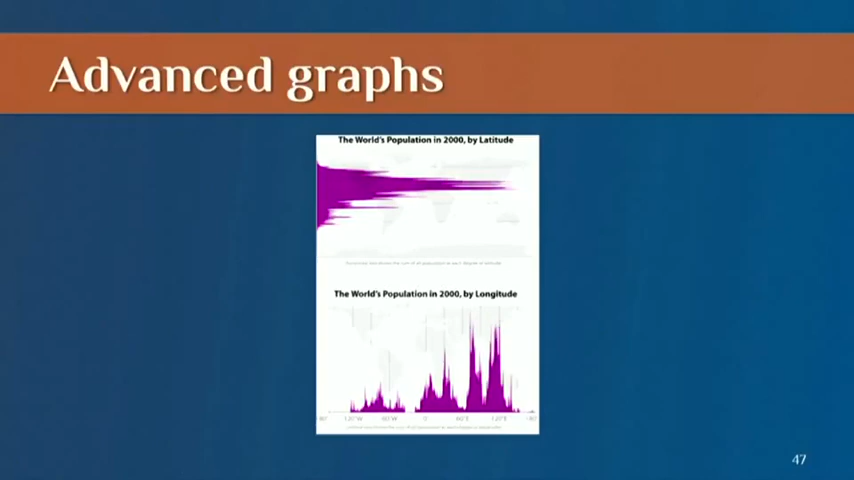 Advanced graphs
The World's Population in 2000, by Latitude
The World's Population in 2000, by Longitude
120°W
60°W
0°
60°E
120°E
47